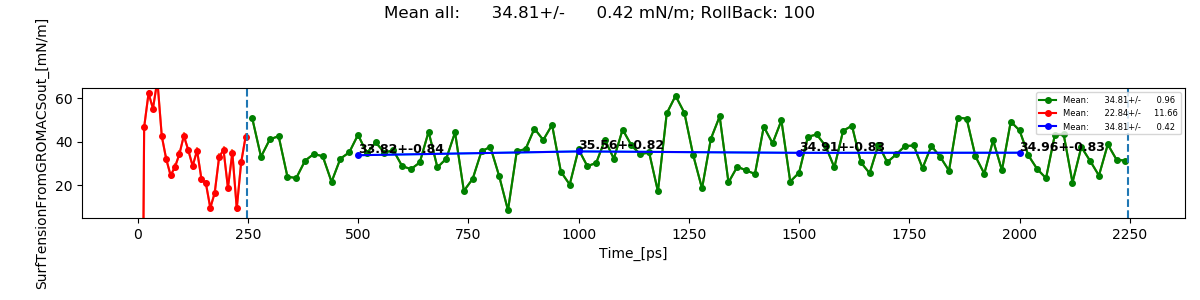 Mean all:      34.81+/-      0.42 mN/m; RollBack: 100
SurfTensionFromGROMACSout_[mN/m]
60
40
20
Mean:      34.81+/-      0.96
Mean:      22.84+/-      11.66
Mean:      34.81+/-      0.42
33.82+-0.84
35.56+-0.82
34.91+-0.83
34.96+-0.83
0
250
500
750
1000
1250
1500
1750
2000
2250
Time_[ps]